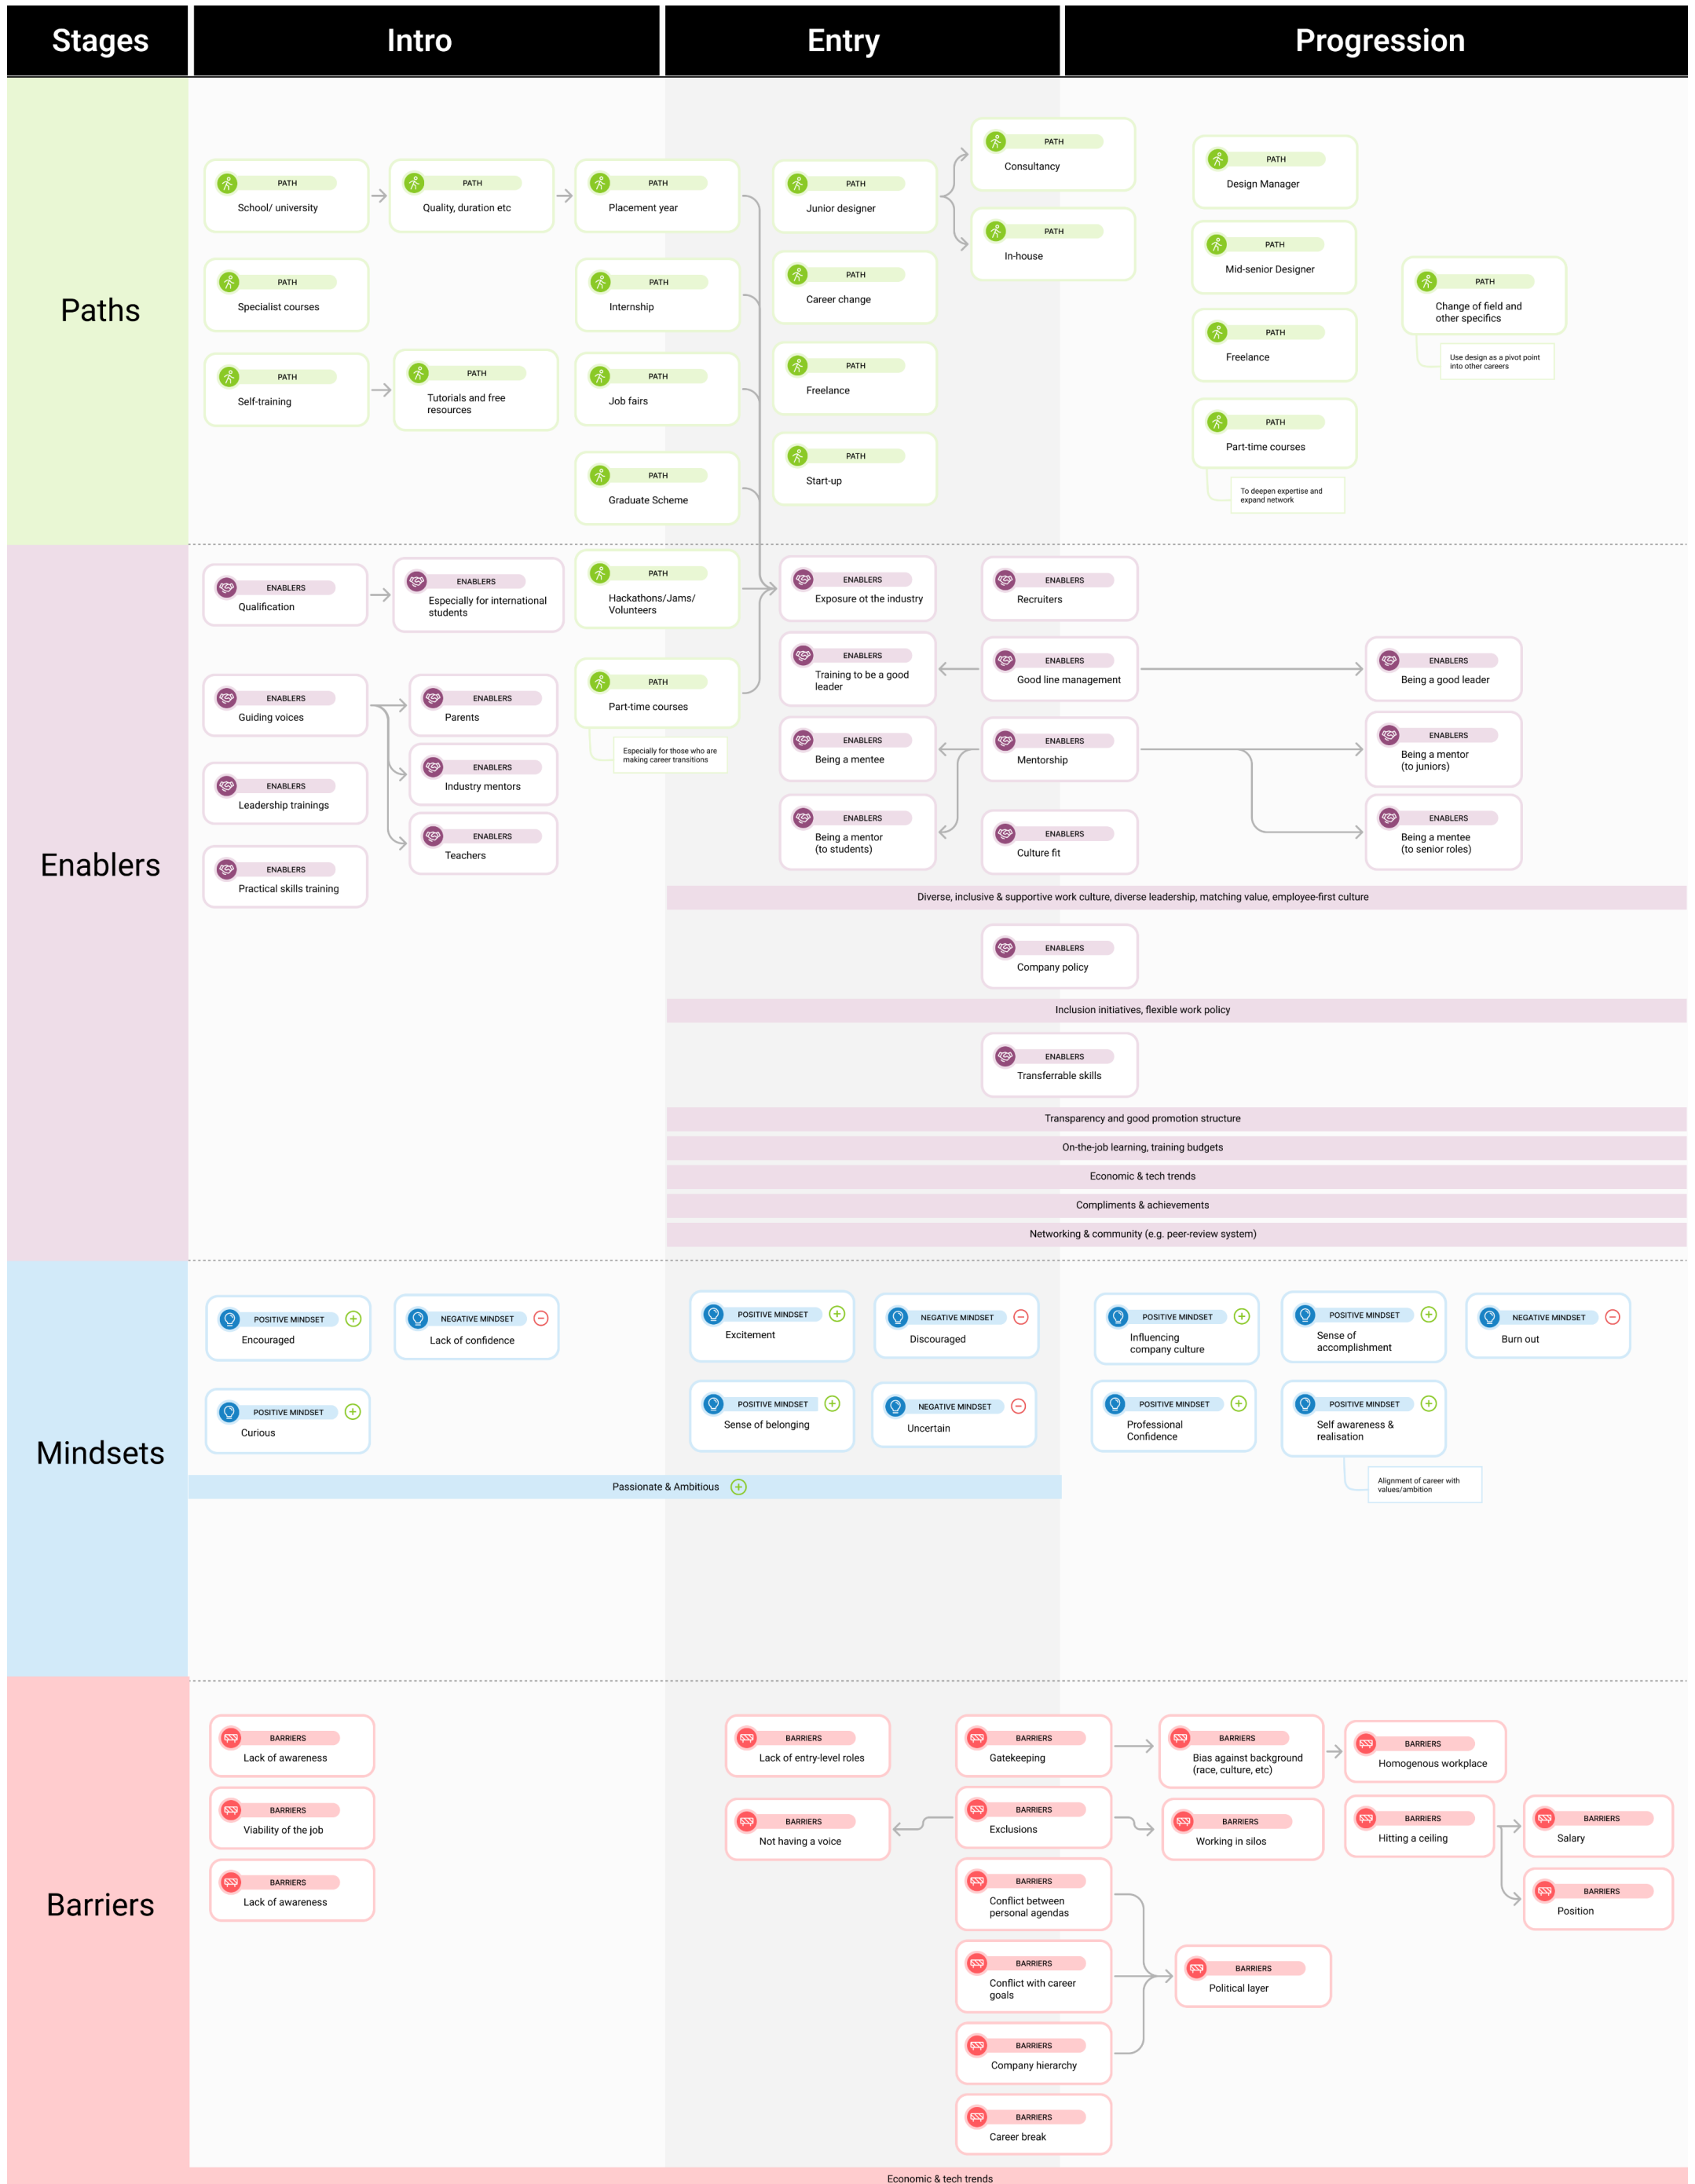 Stages
Intro
Entry
Progression
Paths
PATH
School/ university
PATH
Quality, duration etc
PATH
Placement year
PATH
Specialist courses
PATH
Internship
PATH
Self-training
PATH
Tutorials and free
resources
PATH
Job fairs
PATH
Graduate Scheme
PATH
Junior designer
PATH
Career change
PATH
Freelance
PATH
Start-up
PATH
Consultancy
PATH
In-house
PATH
Design Manager
PATH
Mid-senior Designer
PATH
Freelance
PATH
Part-time courses
To deepen expertise and
expand network
PATH
Change of field and
other specifics
Use design as a pivot point
into other careers
Enablers
ENABLERS
Qualification
ENABLERS
Especially for international
students
PATH
Hackathons/Jams/
Volunteers
ENABLERS
Guiding voices
ENABLERS
Parents
ENABLERS
Industry mentors
ENABLERS
Teachers
ENABLERS
Leadership trainings
ENABLERS
Practical skills training
PATH
Part-time courses
Especially for those who are
making career transitions
ENABLERS
Exposure ot the industry
ENABLERS
Recruiters
ENABLERS
Training to be a good
leader
ENABLERS
Good line management
ENABLERS
Being a good leader
ENABLERS
Being a mentee
ENABLERS
Mentorship
ENABLERS
Being a mentor
(to juniors)
ENABLERS
Being a mentor
(to students)
ENABLERS
Culture fit
ENABLERS
Being a mentee
(to senior roles)
Diverse, inclusive & supportive work culture, diverse leadership, matching value, employee-first culture
ENABLERS
Company policy
Inclusion initiatives, flexible work policy
ENABLERS
Transferrable skills
Transparency and good promotion structure
On-the-job learning, training budgets
Economic & tech trends
Compliments & achievements
Networking & community (e.g. peer-review system)
Mindsets
POSITIVE MINDSET
Encouraged
NEGATIVE MINDSET
Lack of confidence
POSITIVE MINDSET
Curious
POSITIVE MINDSET
Excitement
NEGATIVE MINDSET
Discouraged
POSITIVE MINDSET
Sense of belonging
NEGATIVE MINDSET
Uncertain
POSITIVE MINDSET
Influencing
company culture
POSITIVE MINDSET
Sense of
accomplishment
NEGATIVE MINDSET
Burn out
POSITIVE MINDSET
Professional
Confidence
POSITIVE MINDSET
Self awareness &
realisation
Alignment of career with
values/ambition
Passionate & Ambitious
Barriers
BARRIERS
Lack of awareness
BARRIERS
Viability of the job
BARRIERS
Lack of awareness
BARRIERS
Lack of entry-level roles
BARRIERS
Gatekeeping
BARRIERS
Bias against background
(race, culture, etc)
BARRIERS
Homogenous workplace
BARRIERS
Not having a voice
BARRIERS
Exclusions
BARRIERS
Working in silos
BARRIERS
Hitting a ceiling
BARRIERS
Salary
BARRIERS
Position
BARRIERS
Conflict between
personal agendas
BARRIERS
Conflict with career
goals
BARRIERS
Political layer
BARRIERS
Company hierarchy
BARRIERS
Career break
Economic & tech trends